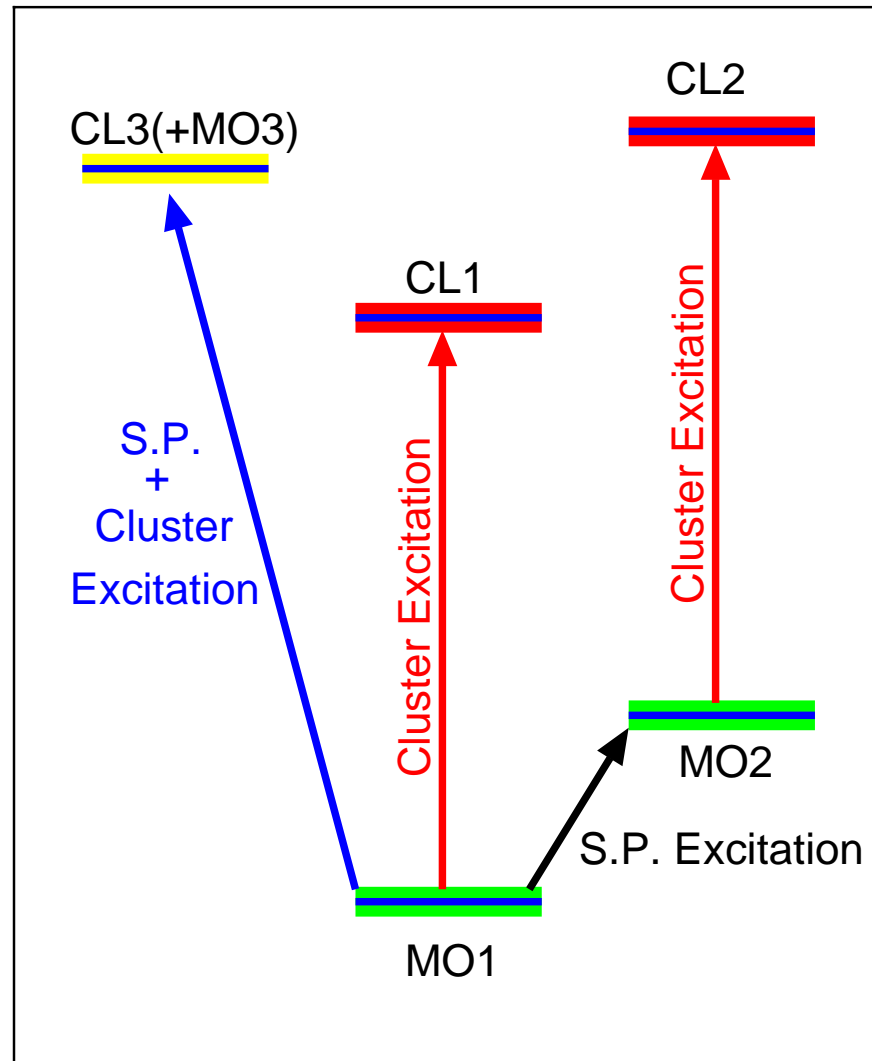 CL2
CL3(+MO3)
CL1
Cluster Excitation
Cluster Excitation
S.P.
+
Cluster
Excitation
MO2
S.P. Excitation
MO1